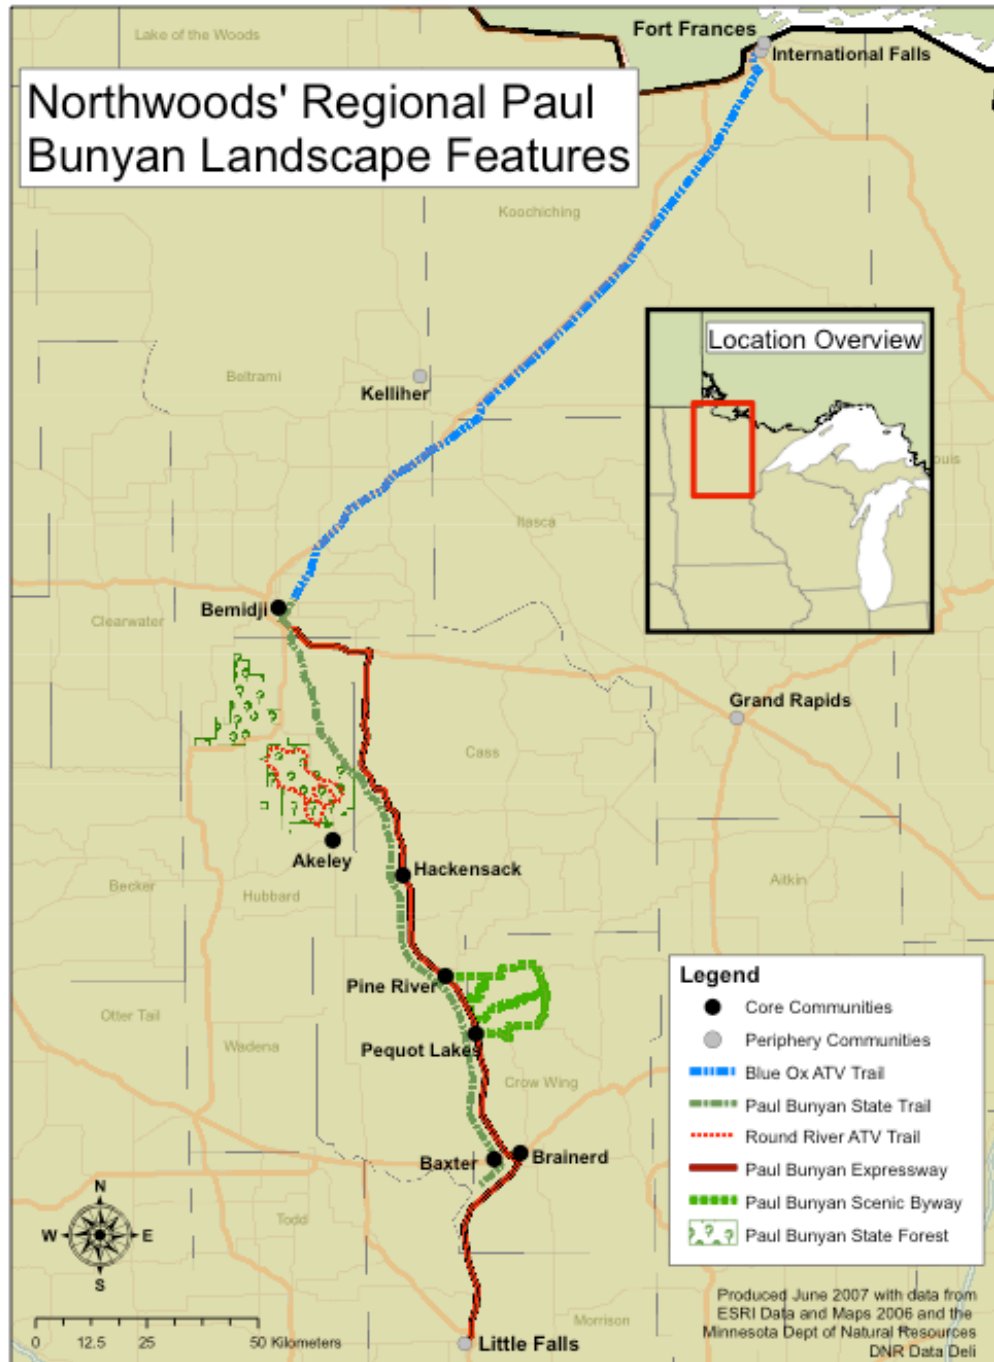 Lake of the Woods
Fort Frances
International Falls
Northwoods' Regional Paul
Bunyan Landscape Features
Koochiching
Location Overview
Beltrami
Kelliher
ouis
Itasca
Bemidji
Clearwater
Grand Rapids
Cass
Akeley
Hackensack
Becker
Hubbard
Aitkin
Pine River
Otter Tail
Wadena
Pequot Lakes
Crow Wing
Baxter
Brainerd
Todd
Morrison
Little Falls
Legend
Core Communities
Periphery Communities
Blue Ox ATV Trail
Paul Bunyan State Trail
Round River ATV Trail
Paul Bunyan Expressway
Paul Bunyan Scenic Byway
Paul Bunyan State Forest
N
W E
S
0 12.5 25 50 Kilometers
Produced June 2007 with data from
ESRI Data and Maps 2006 and the
Minnesota Dept of Natural Resources
DNR Data Deli